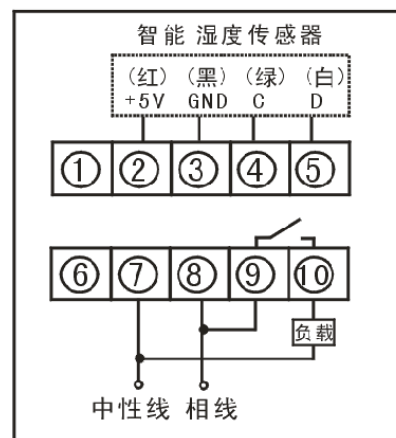 智能 湿度传感器
(红) (黑) (绿) (白)
+5V GND C D
① ② ③ ④ ⑤
⑥ ⑦ ⑧ ⑨ ⑩
负载
中性线 相线